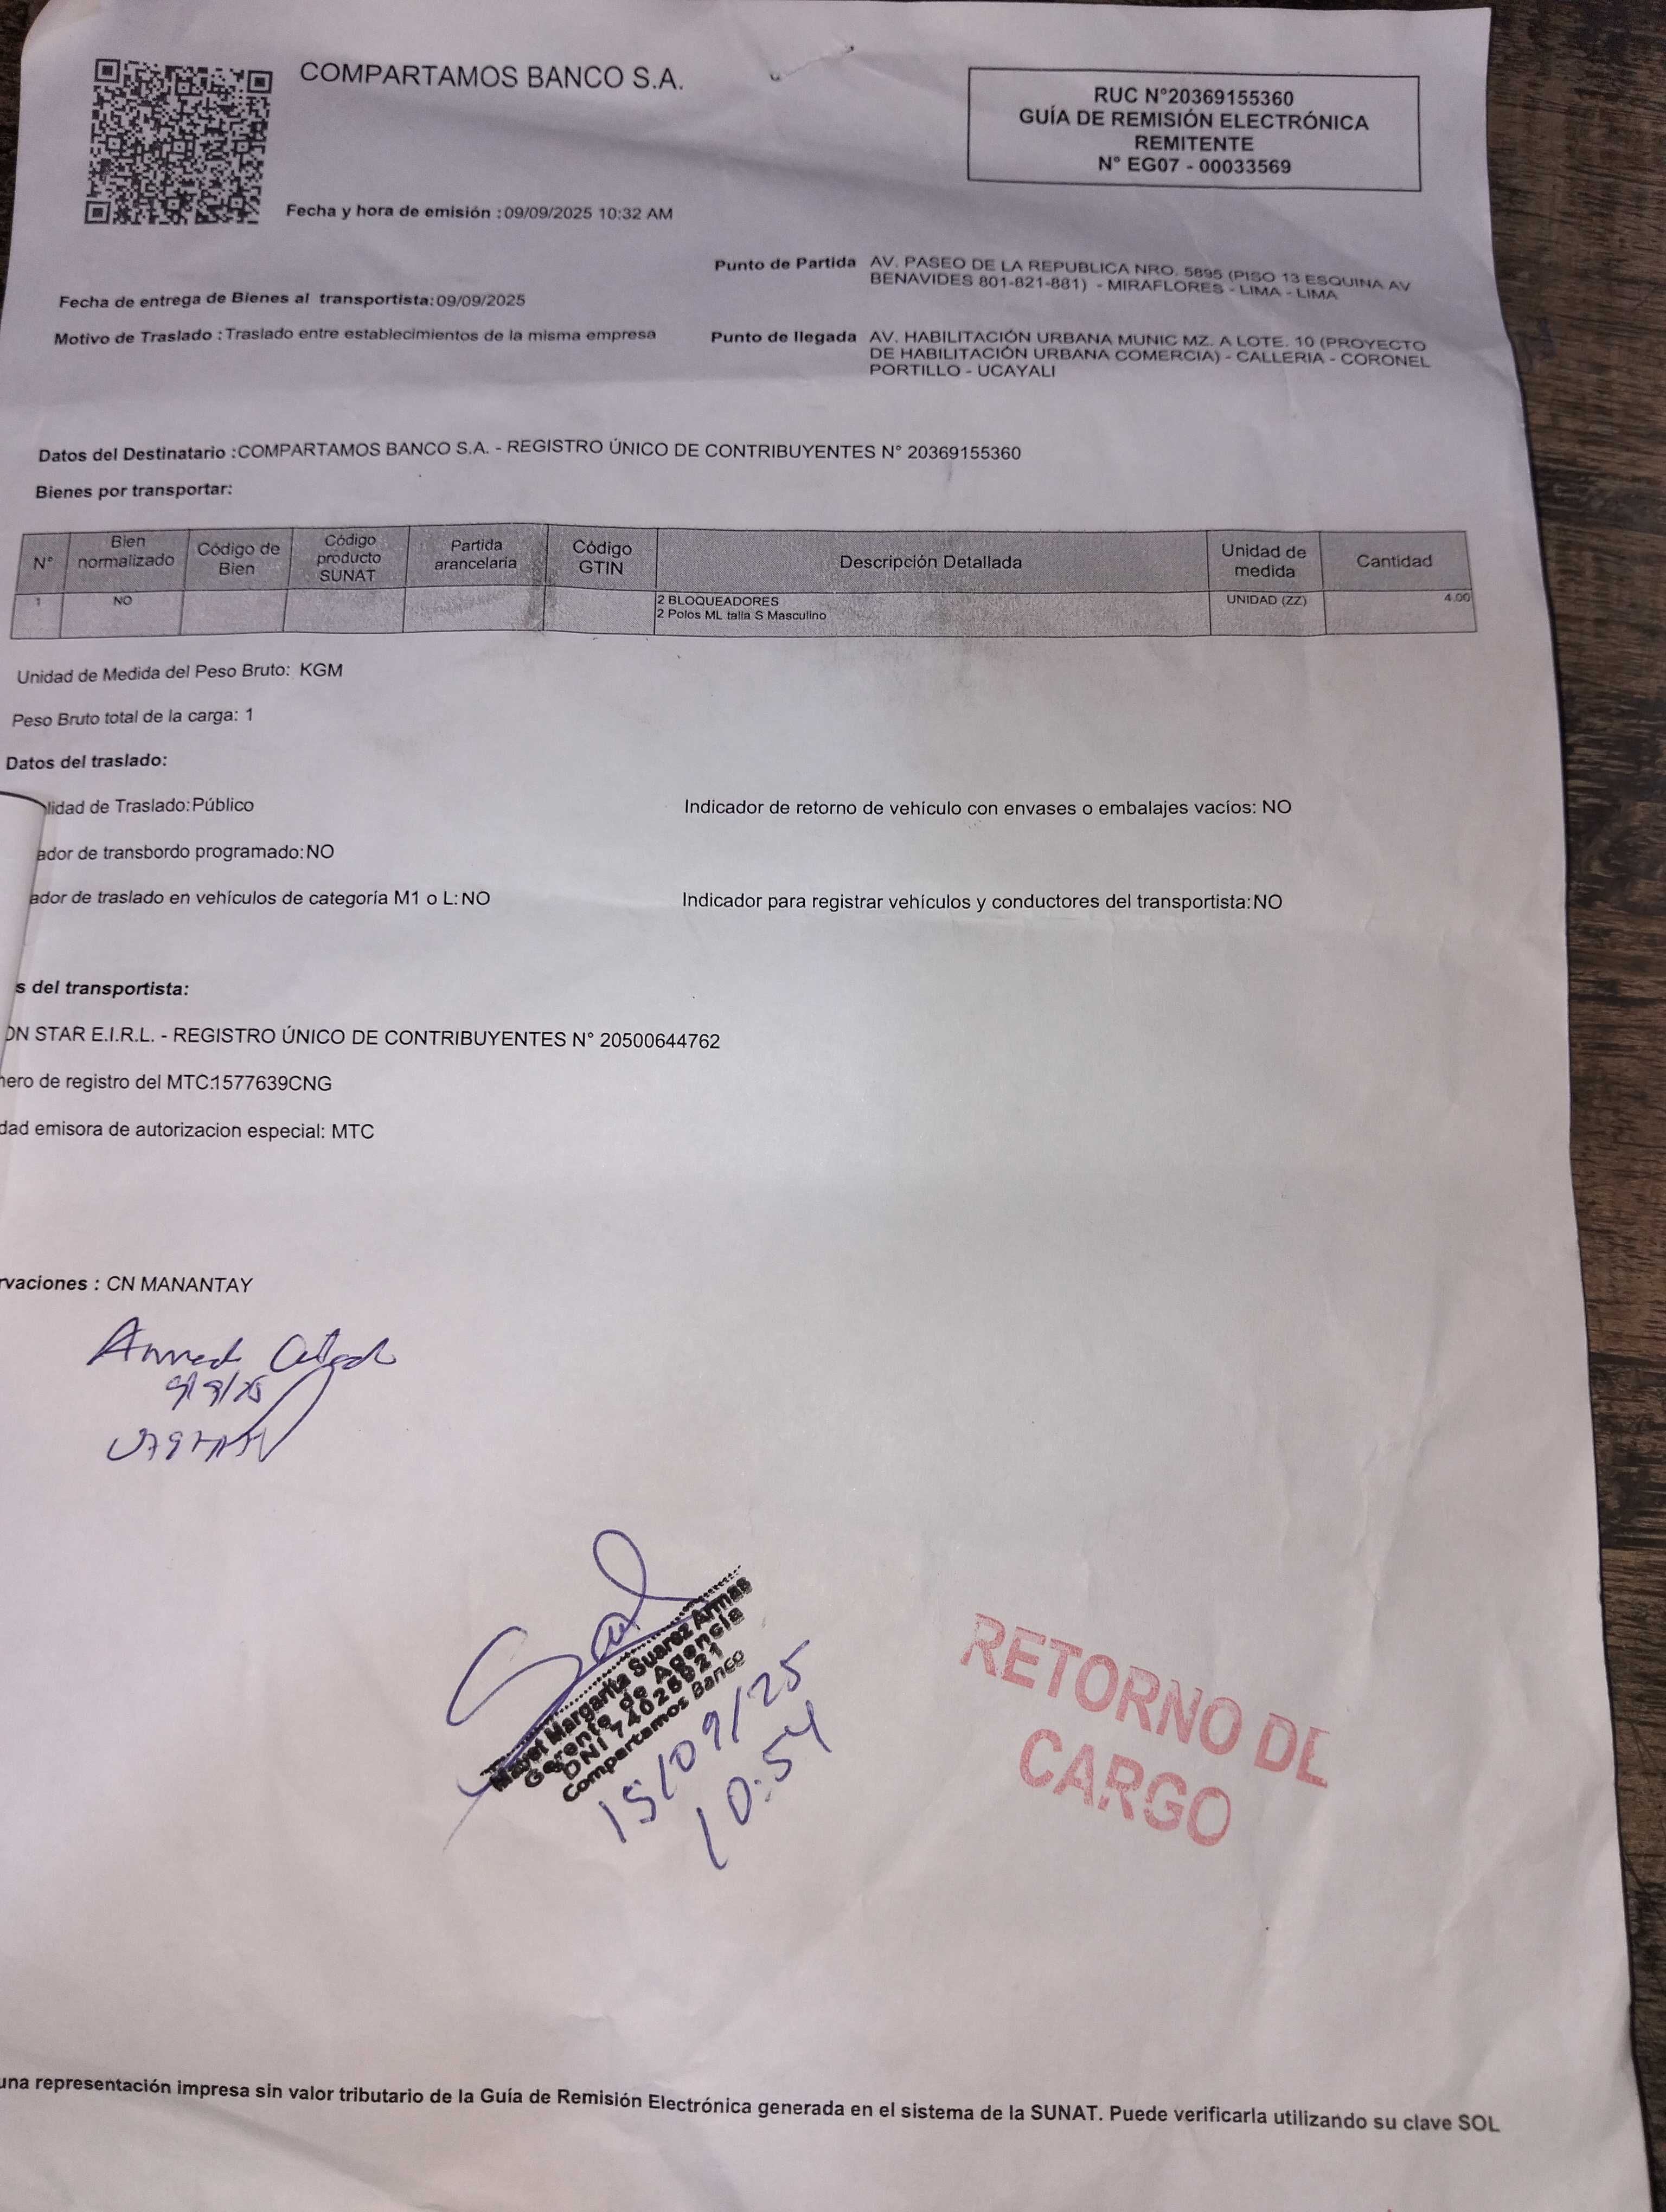 COMPARTAMOS BANCO S.A.
RUC N°20369155360
GUÍA DE REMISIÓN ELECTRÓNICA
REMITENTE
N° EG07 - 00033569
Fecha y hora de emisión :09/09/2025 10:32 AM
Punto de Partida AV. PASEO DE LA REPUBLICA NRO. 5895 (PISO 13 ESQUINA AV
BENAVIDES 801-821-881) - MIRAFLORES - LIMA - LIMA
Fecha de entrega de Bienes al transportista:09/09/2025
Motivo de Traslado :Traslado entre establecimientos de la misma empresa
Punto de llegada AV. HABILITACIÓN URBANA MUNIC MZ. A LOTE. 10 (PROYECTO
DE HABILITACIÓN URBANA COMERCIA) - CALLERIA - CORONEL
PORTILLO - UCAYALI
Datos del Destinatario :COMPARTAMOS BANCO S.A. - REGISTRO ÚNICO DE CONTRIBUYENTES N° 20369155360
Bienes por transportar:
N° Bien normalizado Código de Bien Código producto SUNAT Partida arancelaria Código GTIN Descripción Detallada Unidad de medida Cantidad
1 NO 2 BLOQUEADORES UNIDAD (ZZ) 4.00
2 Polos ML talla S Masculino
Unidad de Medida del Peso Bruto: KGM
Peso Bruto total de la carga: 1
Datos del traslado:
lidad de Traslado:Público
Indicador de retorno de vehículo con envases o embalajes vacíos: NO
ador de transbordo programado:NO
ador de traslado en vehículos de categoría M1 o L:NO
Indicador para registrar vehículos y conductores del transportista:NO
s del transportista:
ON STAR E.I.R.L. - REGISTRO ÚNICO DE CONTRIBUYENTES N° 20500644762
nero de registro del MTC:1577639CNG
dad emisora de autorizacion especial: MTC
rvaciones : CN MANANTAY
9/9/25
Margarita Suarez Armas
Gerente de Agencia
DNI
Compartamos Banco
15/09/25
10:54
RETORNO DE
CARGO
una representación impresa sin valor tributario de la Guía de Remisión Electrónica generada en el sistema de la SUNAT. Puede verificarla utilizando su clave SOL